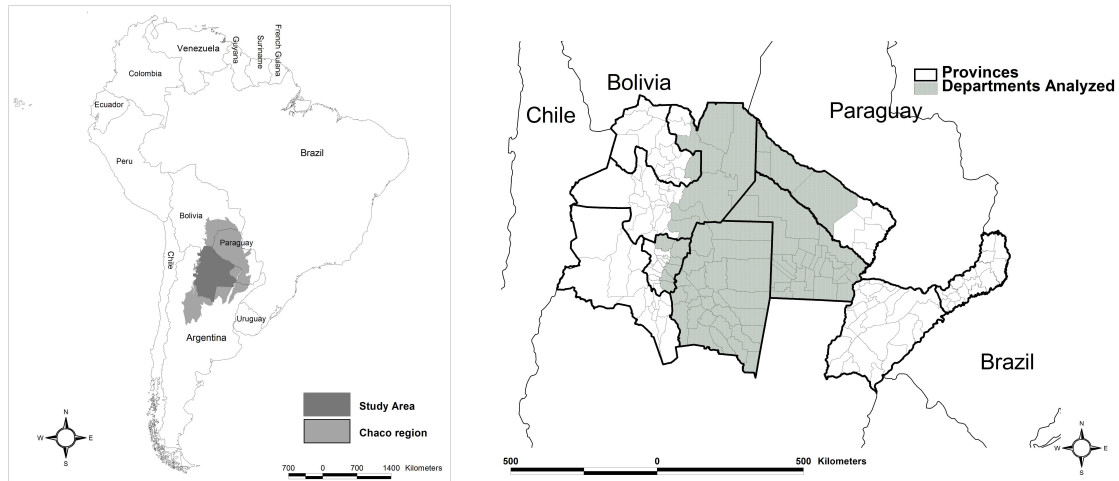 Venezuela
Guyana
Suriname
French Guiana
Colombia
Ecuador
Peru
Brazil
Bolivia
Paraguay
Chile
Uruguay
Argentina
N
W E
S
Study Area
Chaco region
700 0 700 1400 Kilometers
Provinces
Departments Analyzed
Bolivia
Chile
Paraguay
Brazil
N
W E
S
500 0 500 Kilometers